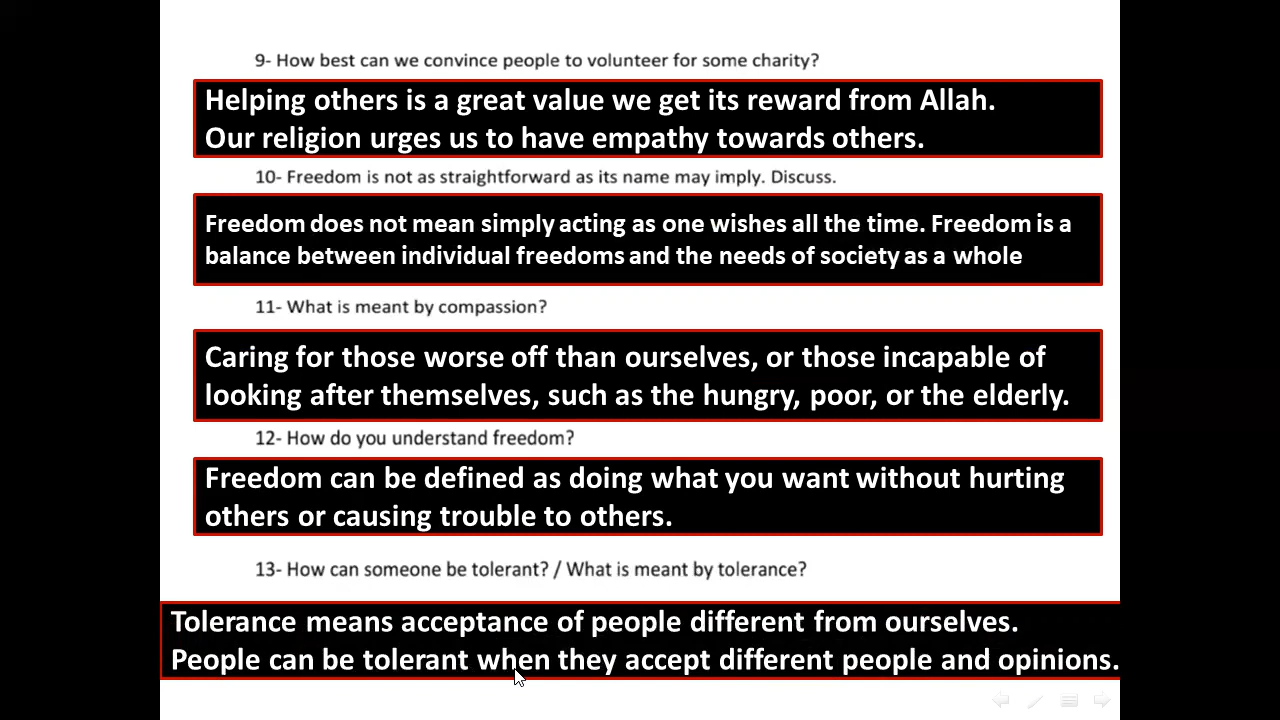 9- How best can we convince people to volunteer for some charity?
Helping others is a great value we get its reward from Allah.
Our religion urges us to have empathy towards others.
10- Freedom is not as straightforward as its name may imply. Discuss.
Freedom does not mean simply acting as one wishes all the time. Freedom is a
balance between individual freedoms and the needs of society as a whole
11- What is meant by compassion?
Caring for those worse off than ourselves, or those incapable of
looking after themselves, such as the hungry, poor, or the elderly.
12- How do you understand freedom?
Freedom can be defined as doing what you want without hurting
others or causing trouble to others.
13- How can someone be tolerant? / What is meant by tolerance?
Tolerance means acceptance of people different from ourselves.
People can be tolerant when they accept different people and opinions.